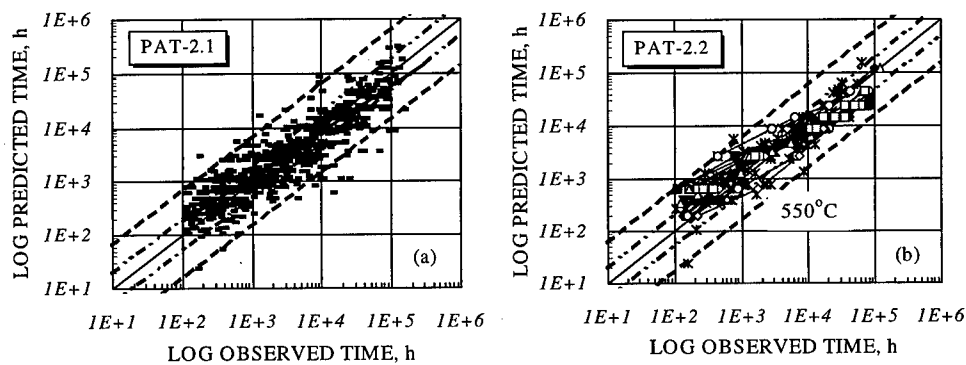 PAT-2.1
LOG PREDICTED TIME, h
1E+6
1E+5
1E+4
1E+3
1E+2
1E+1
(a)
1E+1 1E+2 1E+3 1E+4 1E+5 1E+6
LOG OBSERVED TIME, h
PAT-2.2
LOG PREDICTED TIME, h
1E+6
1E+5
1E+4
1E+3
1E+2
1E+1
550°C
(b)
1E+1 1E+2 1E+3 1E+4 1E+5 1E+6
LOG OBSERVED TIME, h